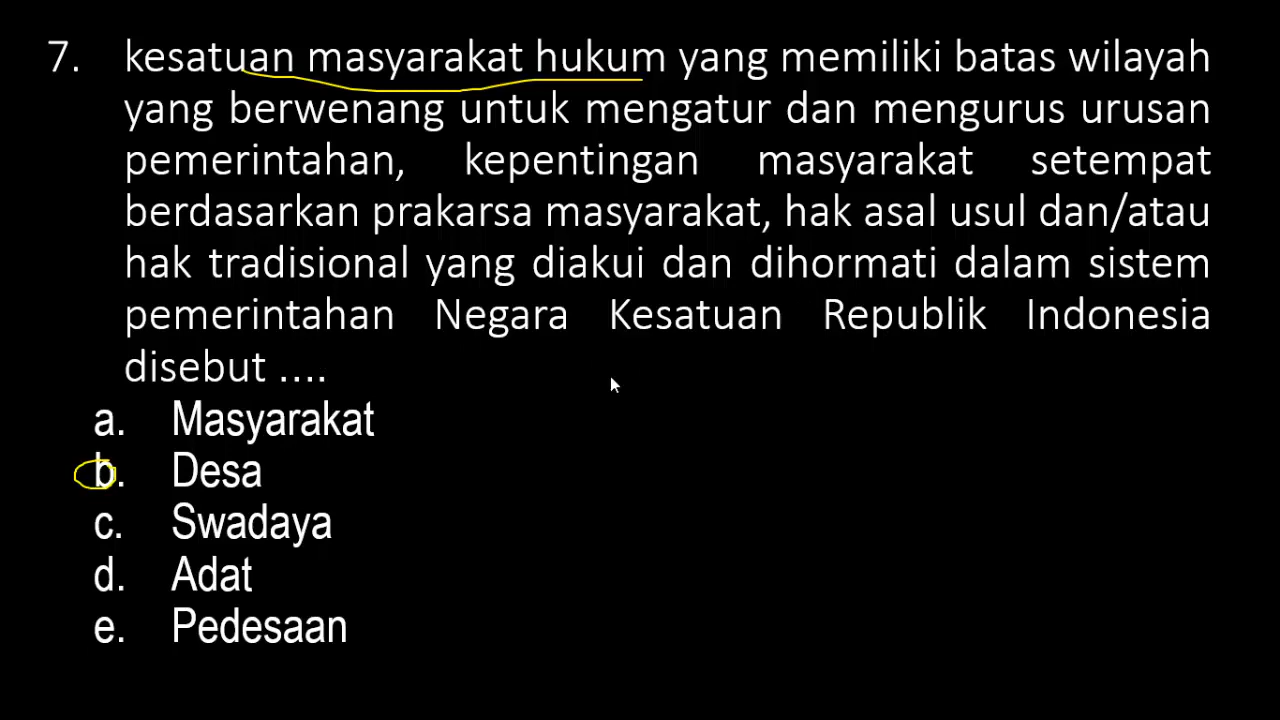 7. kesatuan masyarakat hukum yang memiliki batas wilayah
yang berwenang untuk mengatur dan mengurus urusan
pemerintahan, kepentingan masyarakat setempat
berdasarkan prakarsa masyarakat, hak asal usul dan/atau
hak tradisional yang diakui dan dihormati dalam sistem
pemerintahan Negara Kesatuan Republik Indonesia
disebut ....
a. Masyarakat
b. Desa
c. Swadaya
d. Adat
e. Pedesaan